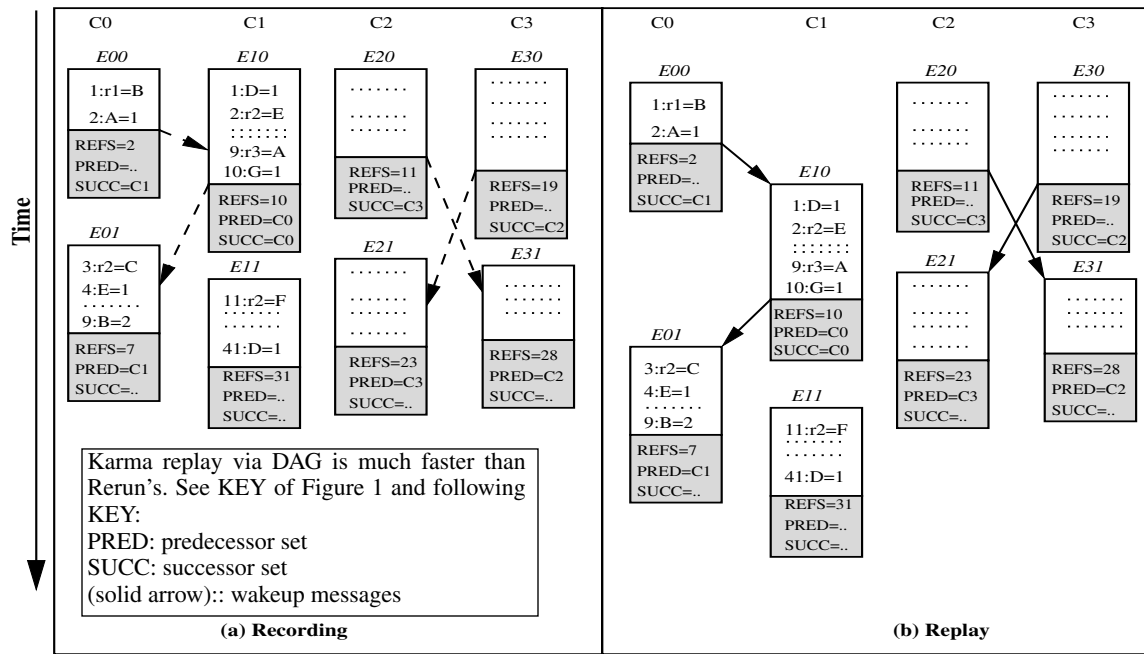 Time
C0
C1
C2
C3
E00
1:r1=B
2:A=1
REFS=2
PRED=..
SUCC=C1
E10
1:D=1
2:r2=E
.......
.......
9:r3=A
10:G=1
REFS=10
PRED=C0
SUCC=C0
E20
.......
.......
REFS=11
PRED=..
SUCC=C3
E30
.......
.......
.......
.......
REFS=19
PRED=..
SUCC=C2
E01
3:r2=C
4:E=1
.......
9:B=2
REFS=7
PRED=C1
SUCC=..
E11
11:r2=F
.......
.......
41:D=1
REFS=31
PRED=..
SUCC=..
E21
.......
.......
.......
REFS=23
PRED=C3
SUCC=..
E31
......
......
......
REFS=28
PRED=C2
SUCC=..
Karma replay via DAG is much faster than
Rerun's. See KEY of Figure 1 and following
KEY:
PRED: predecessor set
SUCC: successor set
(solid arrow):: wakeup messages
(a) Recording
C0
C1
C2
C3
E00
1:r1=B
2:A=1
REFS=2
PRED=..
SUCC=C1
E10
1:D=1
2:r2=E
.......
.......
9:r3=A
10:G=1
REFS=10
PRED=C0
SUCC=C0
E20
.......
.......
REFS=11
PRED=..
SUCC=C3
E30
.......
.......
.......
.......
REFS=19
PRED=..
SUCC=C2
E01
3:r2=C
4:E=1
.......
9:B=2
REFS=7
PRED=C1
SUCC=..
E11
11:r2=F
.......
.......
41:D=1
REFS=31
PRED=..
SUCC=..
E21
.......
.......
.......
REFS=23
PRED=C3
SUCC=..
E31
......
......
......
REFS=28
PRED=C2
SUCC=..
(b) Replay